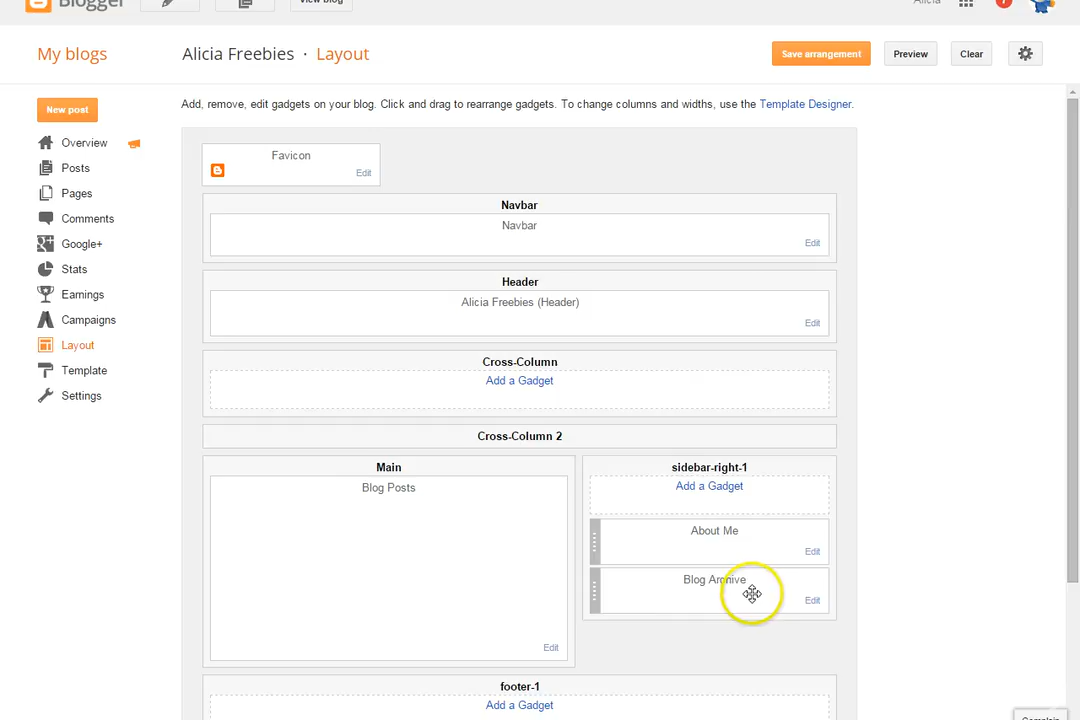 Blogger
View blog
Alicia
My blogs
Alicia Freebies · Layout
Save arrangement
Preview
Clear
New post
Add, remove, edit gadgets on your blog. Click and drag to rearrange gadgets. To change columns and widths, use the Template Designer.
Overview
Posts
Pages
Comments
Google+
Stats
Earnings
Campaigns
Layout
Template
Settings
Favicon
Edit
Navbar
Navbar
Edit
Header
Alicia Freebies (Header)
Edit
Cross-Column
Add a Gadget
Cross-Column 2
Main
Blog Posts
Edit
sidebar-right-1
Add a Gadget
About Me
Edit
Blog Archive
Edit
footer-1
Add a Gadget